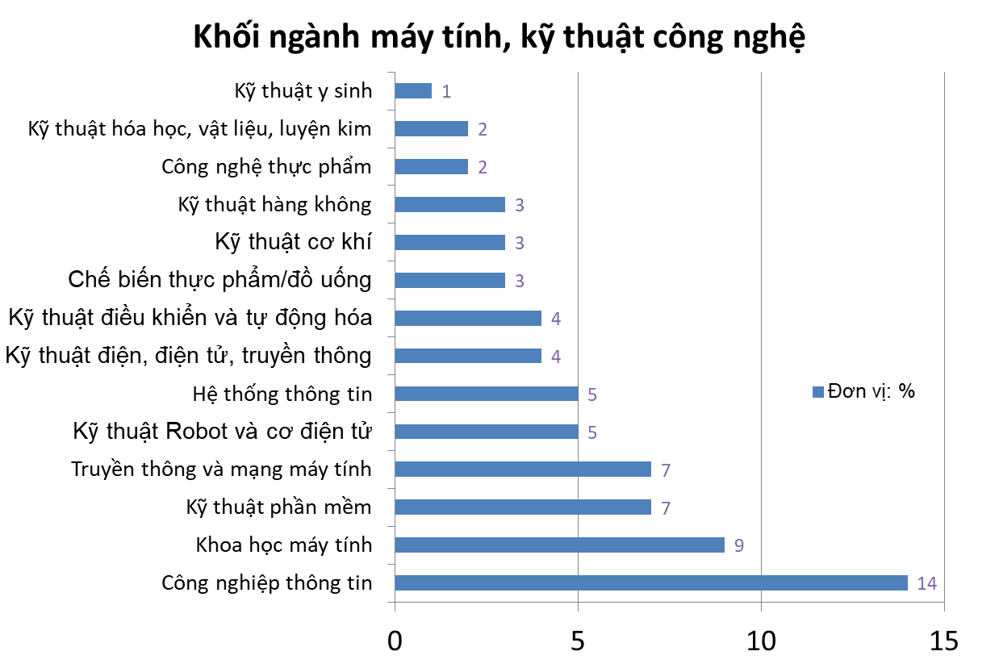 Khối ngành máy tính, kỹ thuật công nghệ
Kỹ thuật y sinh 1
Kỹ thuật hóa học, vật liệu, luyện kim 2
Công nghệ thực phẩm 2
Kỹ thuật hàng không 3
Kỹ thuật cơ khí 3
Chế biến thực phẩm/đồ uống 3
Kỹ thuật điều khiển và tự động hóa 4
Kỹ thuật điện, điện tử, truyền thông 4
Hệ thống thông tin 5
Đơn vị: %
Kỹ thuật Robot và cơ điện tử 5
Truyền thông và mạng máy tính 7
Kỹ thuật phần mềm 7
Khoa học máy tính 9
Công nghiệp thông tin 14
0 5 10 15